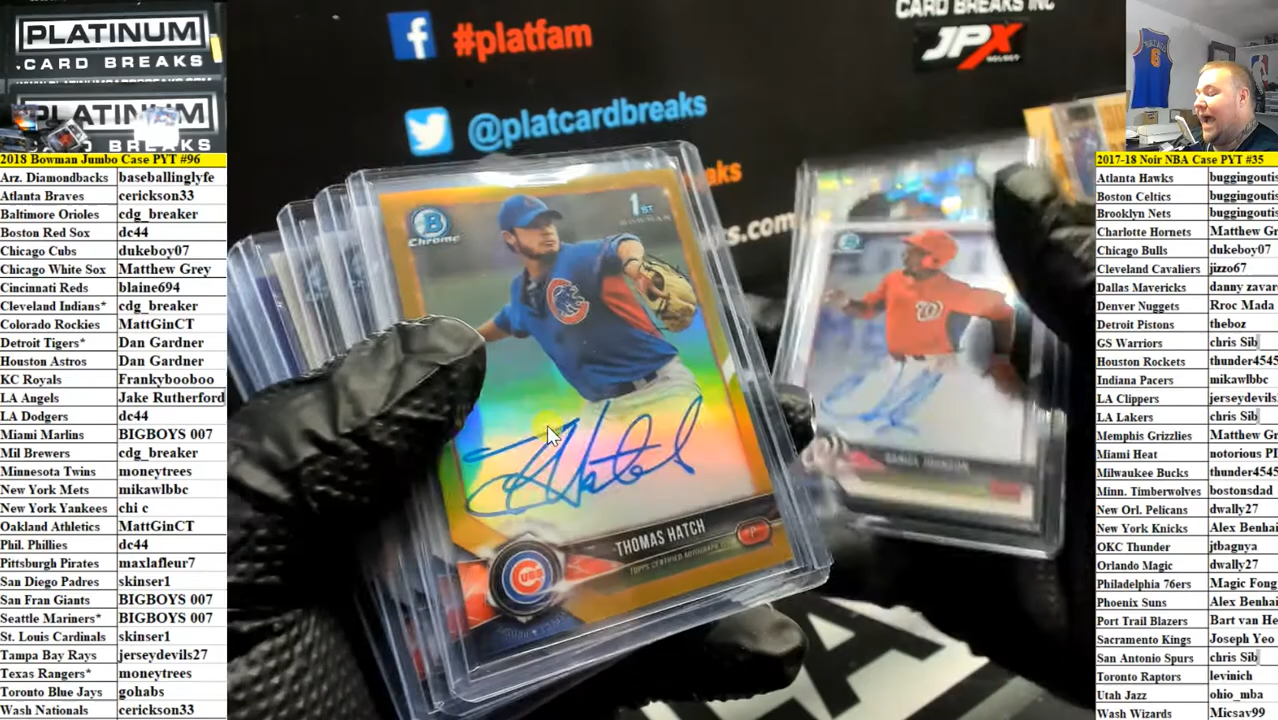 PLATINUM
CARD BREAKS
PLATINUM
BREAKS
2018 Bowman Jumbo Case PYT #96
Arz. Diamondbacks baseballinglyfe
Atlanta Braves cerickson33
Baltimore Orioles cdg_breaker
Boston Red Sox dc44
Chicago Cubs dukeboy07
Chicago White Sox Matthew Grey
Cincinnati Reds blaine694
Cleveland Indians* cdg_breaker
Colorado Rockies MattGinCT
Detroit Tigers* Dan Gardner
Houston Astros Dan Gardner
KC Royals Frankybooboo
LA Angels Jake Rutherford
LA Dodgers dc44
Miami Marlins BIGBOYS 007
Mil Brewers cdg_breaker
Minnesota Twins moneytrees
New York Mets mikawlbbc
New York Yankees chi c
Oakland Athletics MattGinCT
Phil. Phillies dc44
Pittsburgh Pirates maxlafleur7
San Diego Padres skinser1
San Fran Giants BIGBOYS 007
Seattle Mariners* BIGBOYS 007
St. Louis Cardinals skinser1
Tampa Bay Rays jerseydevils27
Texas Rangers* moneytrees
Toronto Blue Jays gohabs
Wash Nationals cerickson33
#platfam
@platcardbreaks
ks
s.com
CARD BREAKS INC
JPX
B
Chrome
1ST
BOWMAN
C
T Hatch
THOMAS HATCH
TOPPS CERTIFIED AUTOGRAPH
P
CUBS
W
2017-18 Noir NBA Case PYT #35
Atlanta Hawks buggingoutis
Boston Celtics buggingoutis
Brooklyn Nets buggingoutis
Charlotte Hornets Matthew Gr
Chicago Bulls dukeboy07
Cleveland Cavaliers jizzo67
Dallas Mavericks danny zavar
Denver Nuggets Rroc Mada
Detroit Pistons theboz
GS Warriors chris Sib
Houston Rockets thunder4545
Indiana Pacers mikawlbbc
LA Clippers jerseydevils
LA Lakers chris Sib
Memphis Grizzlies Matthew Gr
Miami Heat notorious PI
Milwaukee Bucks thunder4545
Minn. Timberwolves bostonsdad
New Orl. Pelicans dwally27
New York Knicks Alex Benhai
OKC Thunder jtbagnya
Orlando Magic dwally27
Philadelphia 76ers Magic Fong
Phoenix Suns Alex Benhai
Port Trail Blazers Bart van He
Sacramento Kings Joseph Yeo
San Antonio Spurs chris Sib
Toronto Raptors levinich
Utah Jazz ohio_mba
Wash Wizards Micsav99
6